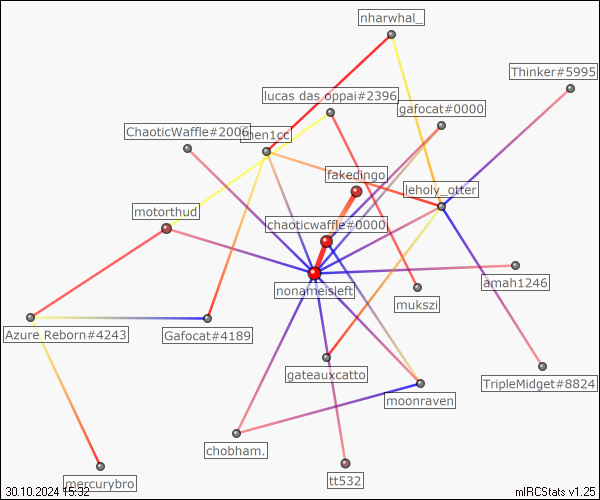 nharwhal_
Thinker#5995
lucas das oppai#2396
gafocat#0000
ChaoticWaffle#2006
then1cc
fakedingo
leholy_otter
motorthud
chaoticwaffle#0000
amah1246
nonameisleft
mukszi
Azure Reborn#4243
Gafocat#4189
gateauxcatto
TripleMidget#8824
moonraven
chobham.
tt532
mercurybro
30.10.2024 15:32
mIRCStats v1.25